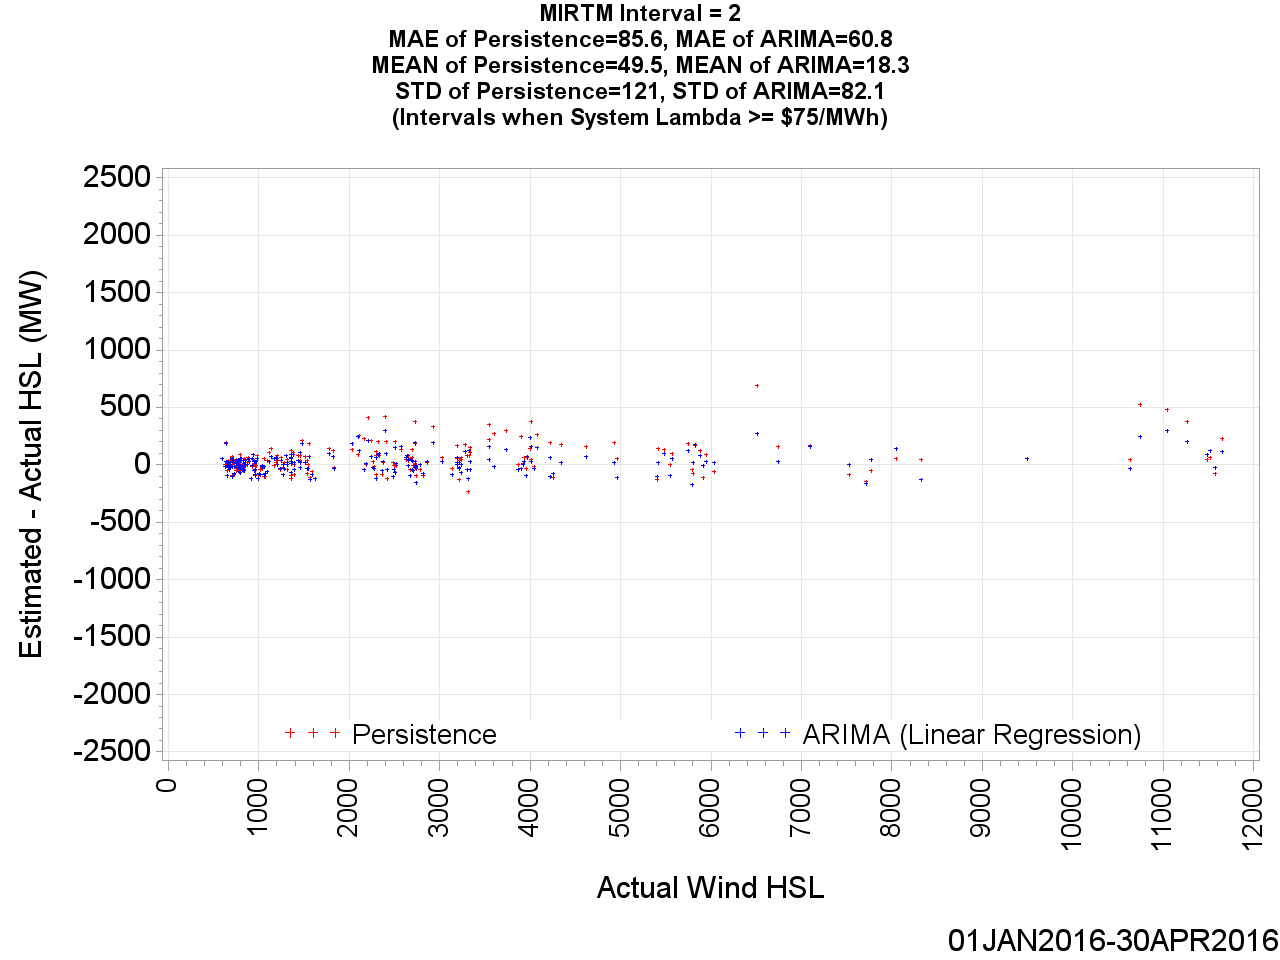 MIRTM Interval = 2
MAE of Persistence=85.6, MAE of ARIMA=60.8
MEAN of Persistence=49.5, MEAN of ARIMA=18.3
STD of Persistence=121, STD of ARIMA=82.1
(Intervals when System Lambda >= $75/MWh)
Estimated - Actual HSL (MW)
2500
2000
1500
1000
500
0
-500
-1000
-1500
-2000
-2500
Persistence
ARIMA (Linear Regression)
0
1000
2000
3000
4000
5000
6000
7000
8000
9000
10000
11000
12000
Actual Wind HSL
01JAN2016-30APR2016